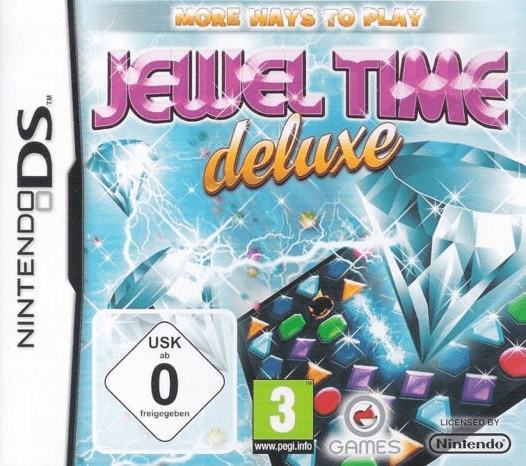 MORE WAYS TO PLAY
JEWEL TIME
deluxe
NINTENDO DS™
USK
ab
0
freigegeben
3
www.pegi.info
GAMES
LICENSED BY
Nintendo